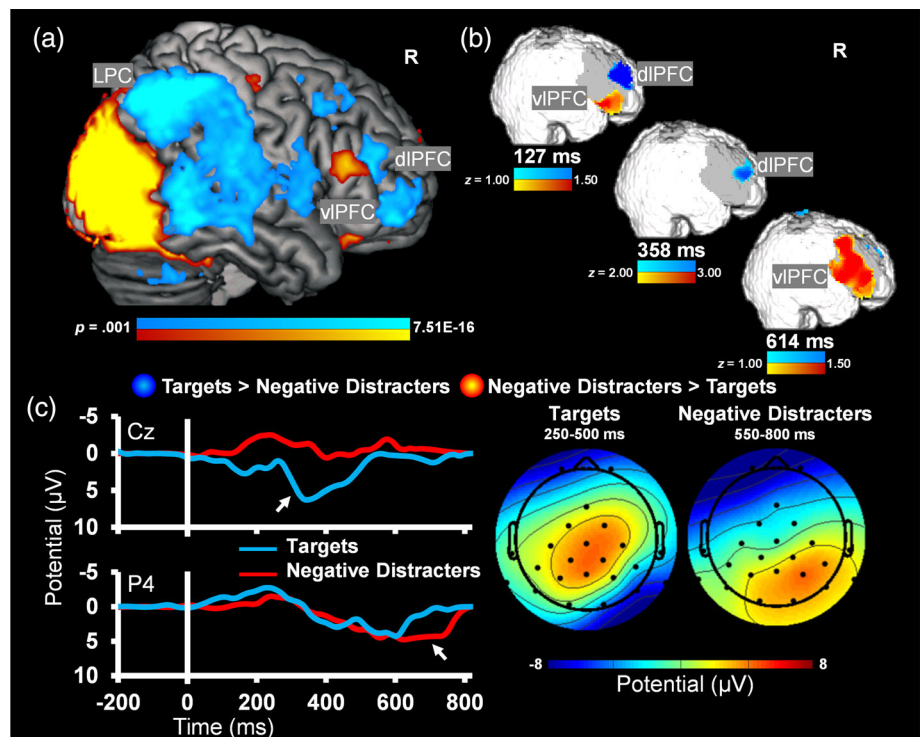 (a)
R
LPC
dlPFC
vlPFC
p = .001
7.51E-16
(b)
R
dlPFC
vlPFC
127 ms
z = 1.00
1.50
dlPFC
358 ms
z = 2.00
3.00
vlPFC
614 ms
z = 1.00
1.50
Targets > Negative Distracters
Negative Distracters > Targets
(c)
Potential (µV)
-5
0
5
10
Cz
Targets
Negative Distracters
-5
0
5
10
P4
-200
0
200
400
600
800
Time (ms)
Targets
250-500 ms
Negative Distracters
550-800 ms
-8
8
Potential (µV)